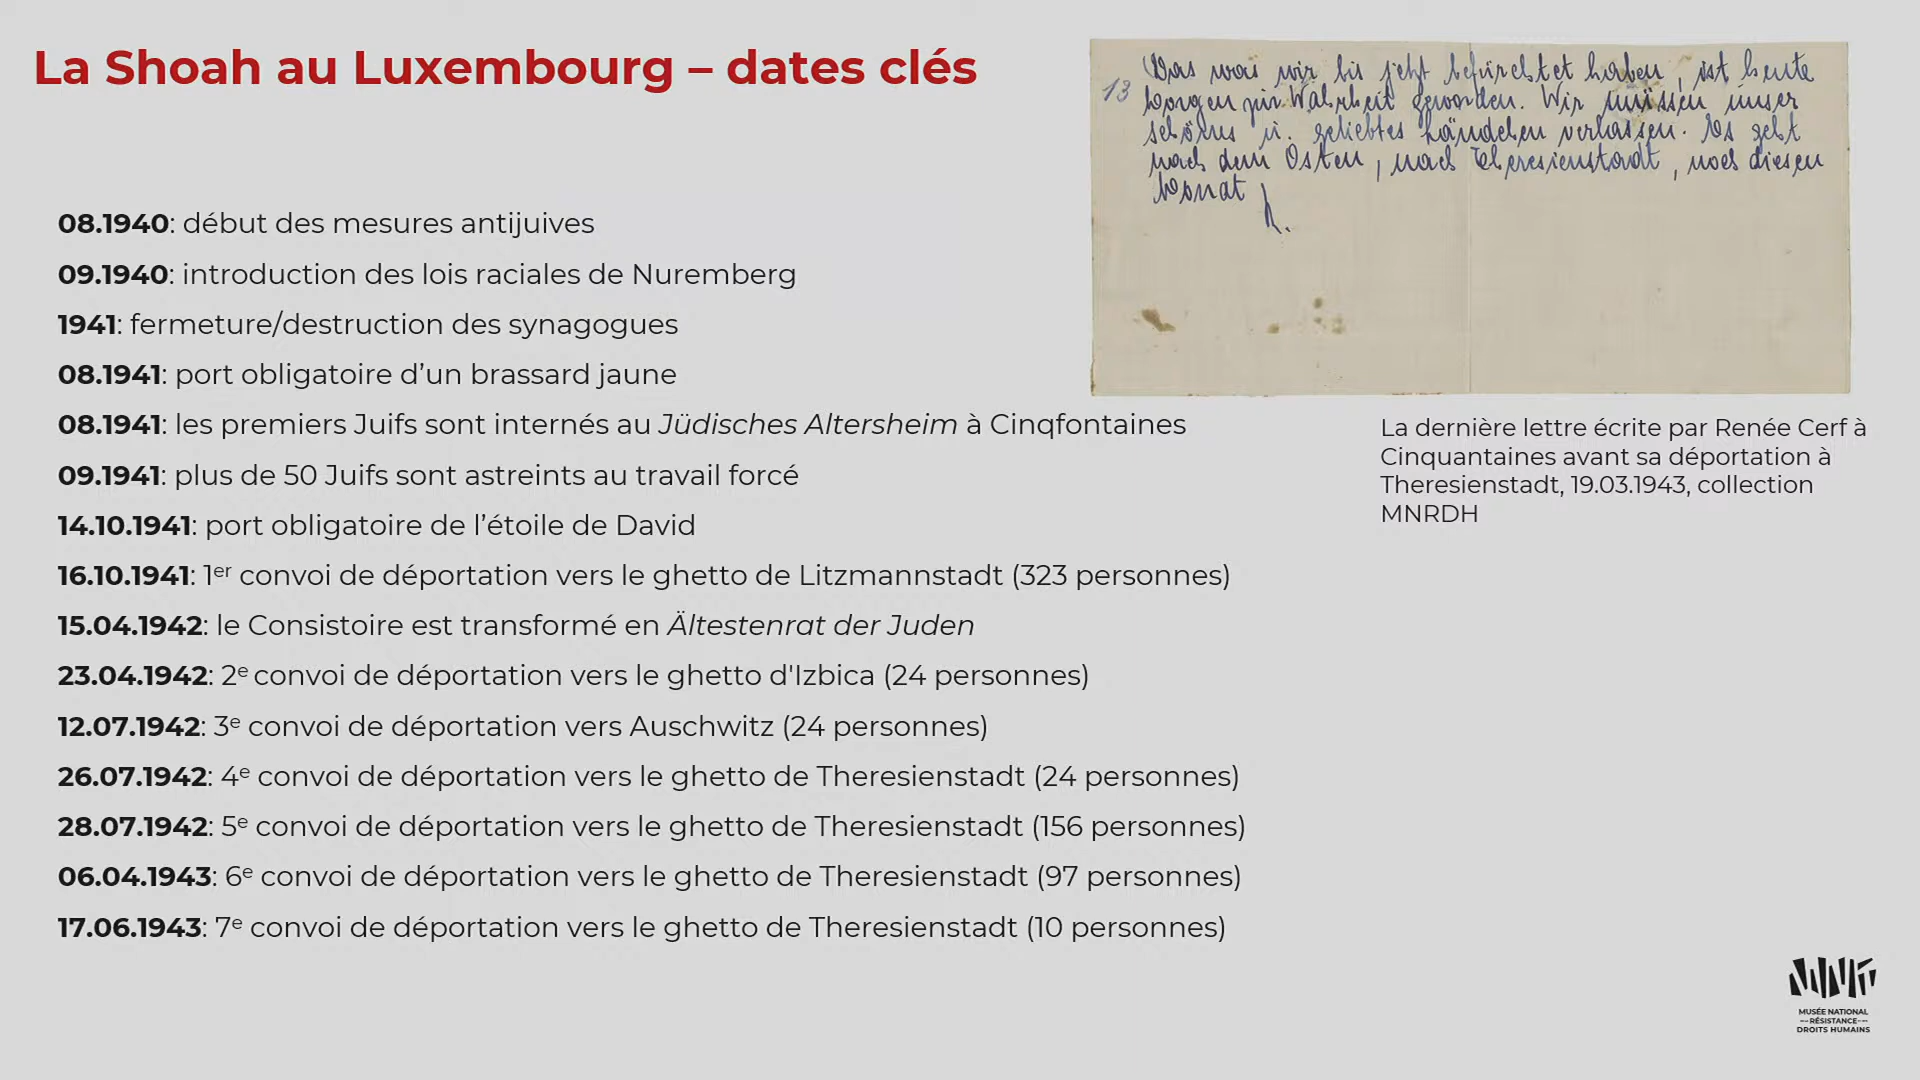 La Shoah au Luxembourg – dates clés
13
Das was wir bis jetzt befürchtet haben, ist heute
Morgen zur Wahrheit geworden. Wir müssen unser
schönes u. geliebtes Ländchen verlassen. Es geht
nach dem Osten, nach Theresienstadt, noch diesen
Monat
R.
08.1940: début des mesures antijuives
09.1940: introduction des lois raciales de Nuremberg
1941: fermeture/destruction des synagogues
08.1941: port obligatoire d’un brassard jaune
08.1941: les premiers Juifs sont internés au Jüdisches Altersheim à Cinqfontaines
09.1941: plus de 50 Juifs sont astreints au travail forcé
14.10.1941: port obligatoire de l’étoile de David
16.10.1941: 1er convoi de déportation vers le ghetto de Litzmannstadt (323 personnes)
15.04.1942: le Consistoire est transformé en Ältestenrat der Juden
23.04.1942: 2e convoi de déportation vers le ghetto d'Izbica (24 personnes)
12.07.1942: 3e convoi de déportation vers Auschwitz (24 personnes)
26.07.1942: 4e convoi de déportation vers le ghetto de Theresienstadt (24 personnes)
28.07.1942: 5e convoi de déportation vers le ghetto de Theresienstadt (156 personnes)
06.04.1943: 6e convoi de déportation vers le ghetto de Theresienstadt (97 personnes)
17.06.1943: 7e convoi de déportation vers le ghetto de Theresienstadt (10 personnes)
La dernière lettre écrite par Renée Cerf à
Cinquantaines avant sa déportation à
Theresienstadt, 19.03.1943, collection
MNRDH
MUSÉE NATIONAL
RÉSISTANCE
DROITS HUMAINS